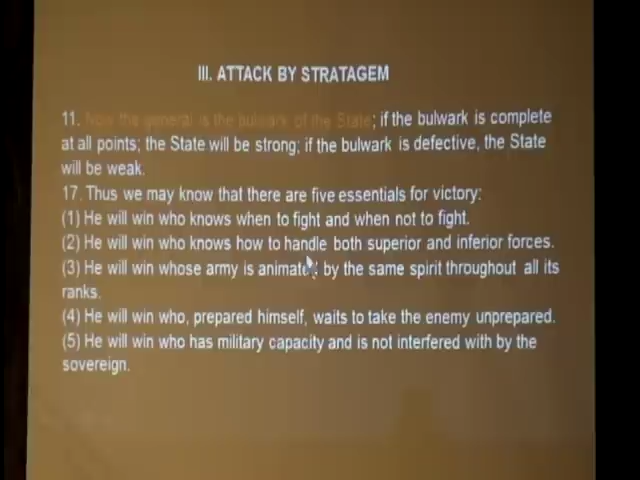 III. ATTACK BY STRATAGEM
11. Now the general is the bulwark of the State; if the bulwark is complete
at all points; the State will be strong; if the bulwark is defective, the State
will be weak.
17. Thus we may know that there are five essentials for victory:
(1) He will win who knows when to fight and when not to fight.
(2) He will win who knows how to handle both superior and inferior forces.
(3) He will win whose army is animated by the same spirit throughout all its
ranks.
(4) He will win who, prepared himself, waits to take the enemy unprepared.
(5) He will win who has military capacity and is not interfered with by the
sovereign.